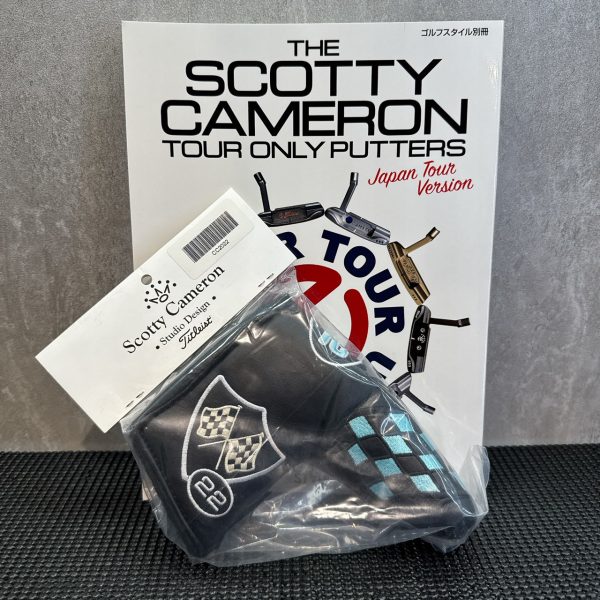 ゴルフスタイル別冊
THE
SCOTTY
CAMERON
TOUR ONLY PUTTERS
Japan Tour
Version
R TOUR
CC2022
Scotty Cameron
• Studio Design •
Titleist
22